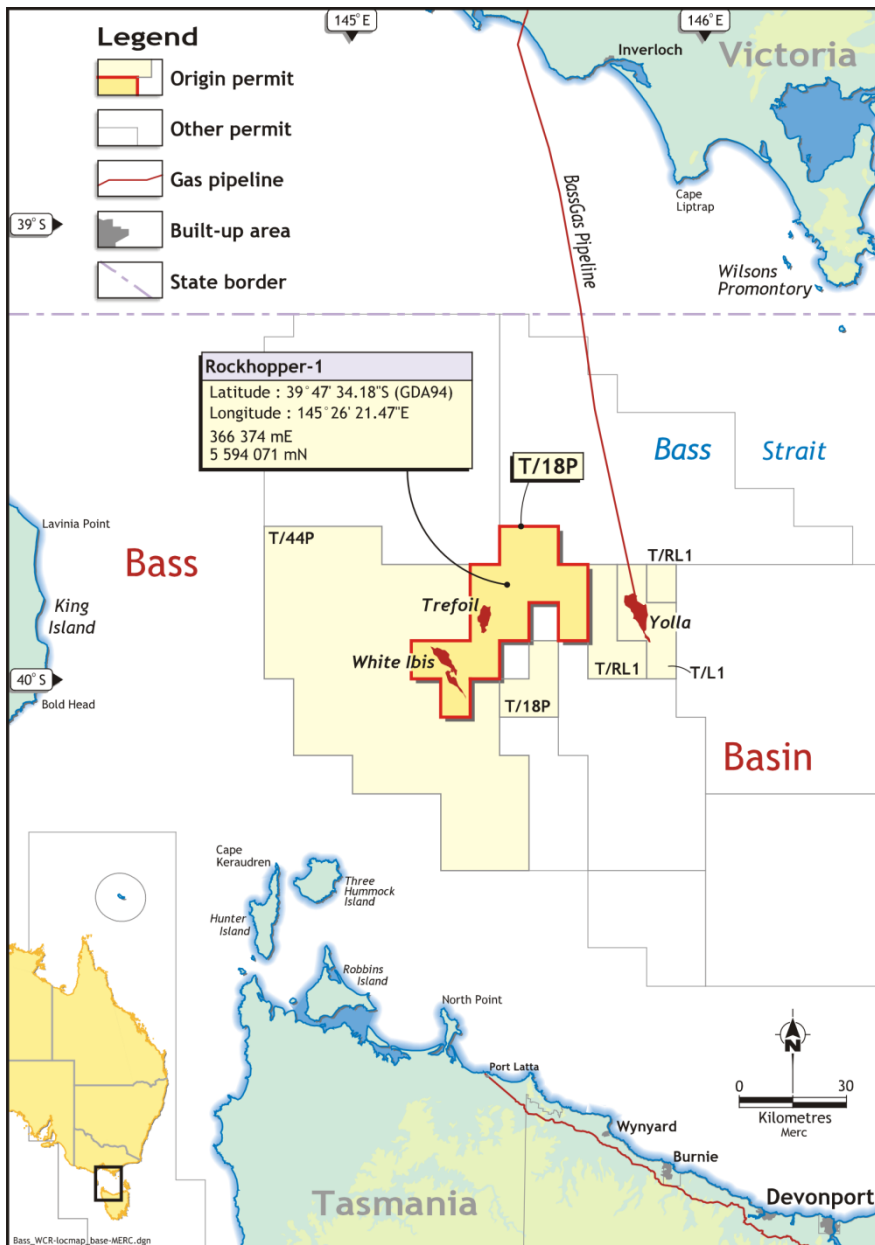 145°E
146°E
Legend
Origin permit
Other permit
Gas pipeline
Built-up area
State border
Inverloch
Victoria
BassGas Pipeline
Cape
Liptrap
39°S
Wilsons
Promontory
Rockhopper-1
Latitude : 39°47' 34.18"S (GDA94)
Longitude : 145°26' 21.47"E
366 374 mE
5 594 071 mN
T/18P
Bass Strait
Lavinia Point
T/44P
Bass
T/RL1
King
Island
Trefoil
Yolla
White Ibis
T/RL1
T/L1
40°S
Bold Head
T/18P
Basin
Cape
Keraudren
Three
Hummock
Island
Hunter
Island
Robbins
Island
North Point
N
Port Latta
0 30
Kilometres
Merc
Wynyard
Burnie
Tasmania
Devonport
Bass_WCR-locmap_base-MERC.dgn